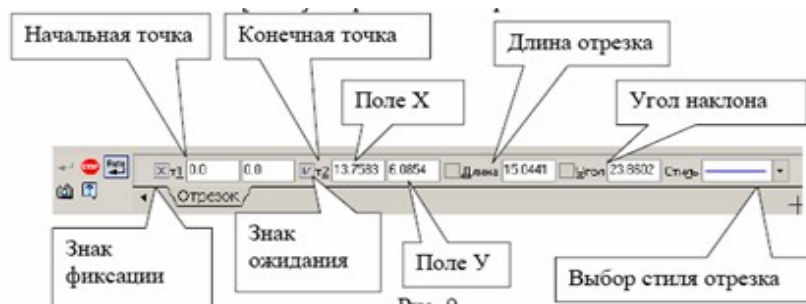 Начальная точка
Конечная точка
Длина отрезка
Поле X
Угол наклона
STOP
т1 0.0 0.0 т2 13.7583 6.0854 Длина 15.0441 Угол 23.8602 Стиль
Отрезок
Знак
фиксации
Знак
ожидания
Поле У
Выбор стиля отрезка